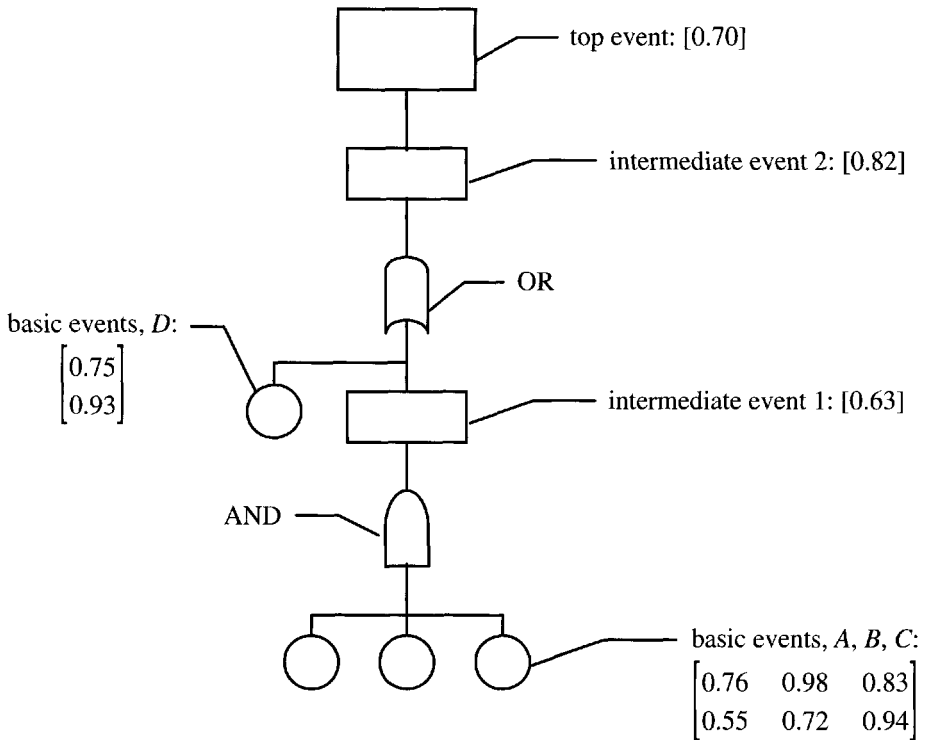 top event: [0.70]
intermediate event 2: [0.82]
OR
basic events, D:
[0.75
0.93]
intermediate event 1: [0.63]
AND
basic events, A, B, C:
[0.76 0.98 0.83
0.55 0.72 0.94]